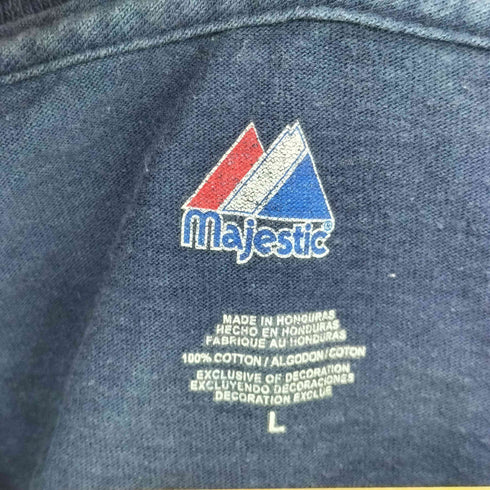 Majestic®
MADE IN HONDURAS
HECHO EN HONDURAS
FABRIQUE AU HONDURAS
100% COTTON / ALGODON / COTON
EXCLUSIVE OF DECORATION
EXCLUYENDO DECORACIONES
DECORATION EXCLUE
L